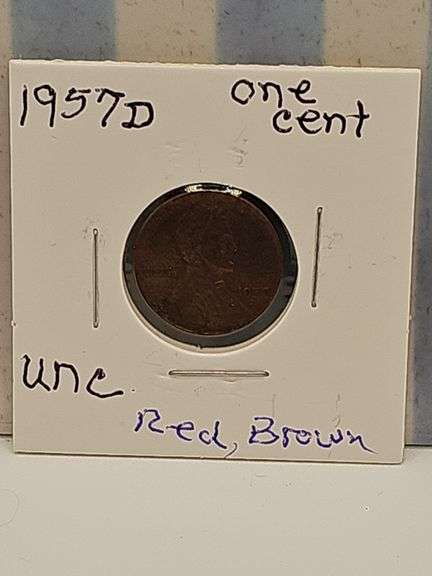 1957D one cent
unc
Red, Brown